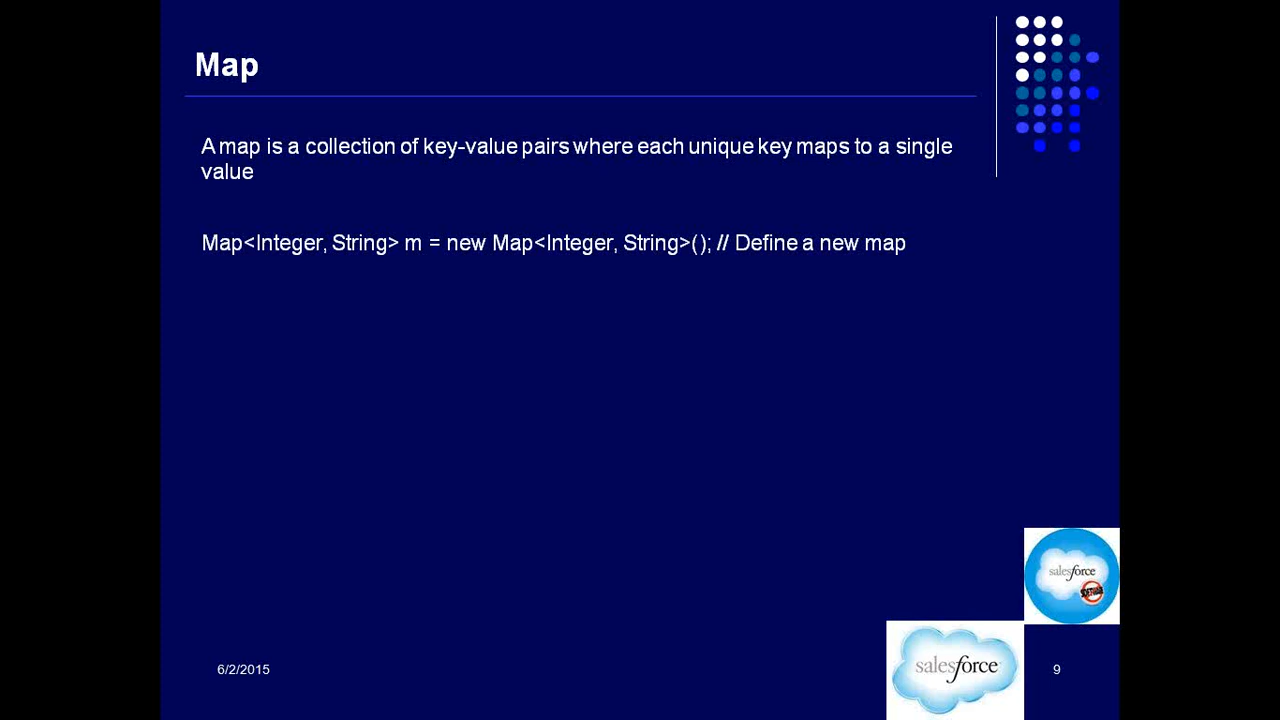 Map
A map is a collection of key-value pairs where each unique key maps to a single
value
Map<Integer, String> m = new Map<Integer, String>(); // Define a new map
salesforce
6/2/2015
salesforce
9